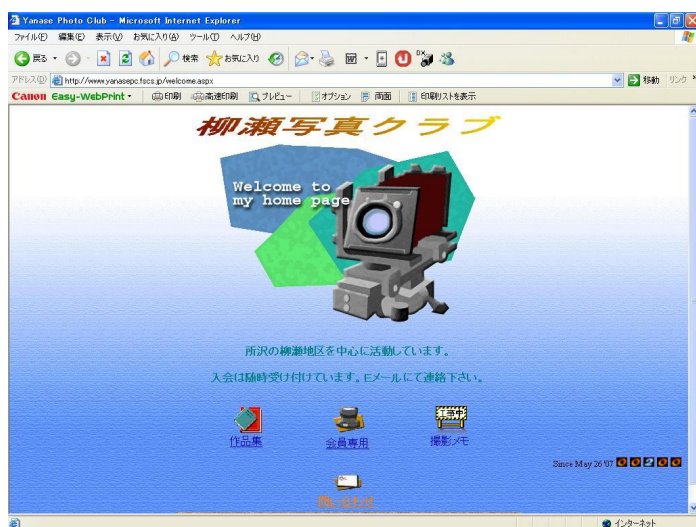 Yanase Photo Club - Microsoft Internet Explorer
ファイル(F) 編集(E) 表示(V) お気に入り(A) ツール(T) ヘルプ(H)
戻る 検索 お気に入り
アドレス(D) http://www.yanasepc.fscs.jp/welcome.aspx 移動 リンク »
Canon Easy-WebPrint 印刷 高速印刷 プレビュー オプション 両面 印刷リストを表示
柳瀬写真クラブ
Welcome to
my home page
所沢の柳瀬地区を中心に活動しています。
入会は随時受け付けています。Eメールにて連絡下さい。
工事中
作品集 会員専用 撮影メモ
Since May 26 '07 00200
問い合わせ
インターネット